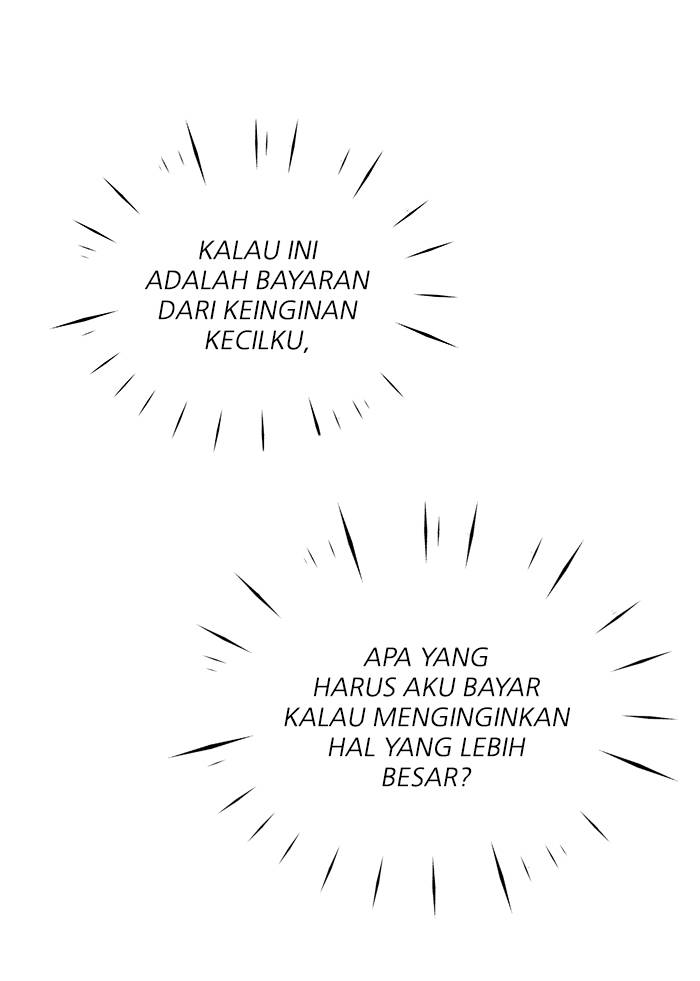 KALAU INI
ADALAH BAYARAN
DARI KEINGINAN
KECILKU,
APA YANG
HARUS AKU BAYAR
KALAU MENGINGINKAN
HAL YANG LEBIH
BESAR?